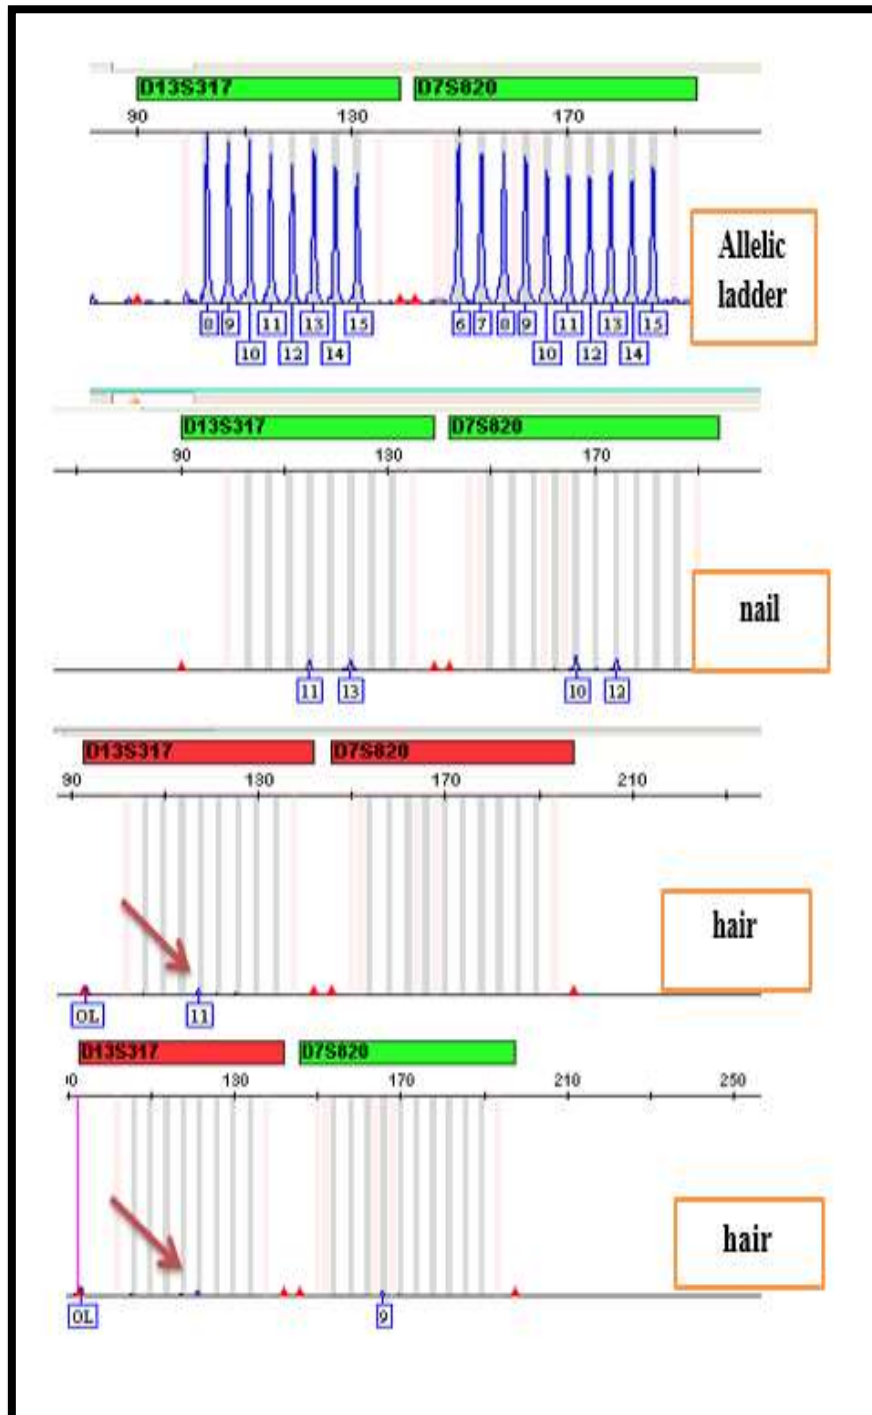 D13S317 D7S820
90 130 170
Allelic
ladder
8 9 11 13 15 6 7 8 9 11 13 15
10 12 14 10 12 14
D13S317 D7S820
90 130 170
nail
11 13 10 12
D13S317 D7S820
90 130 170 210
hair
OL 11
D13S317 D7S820
0 130 170 210 250
hair
OL 9